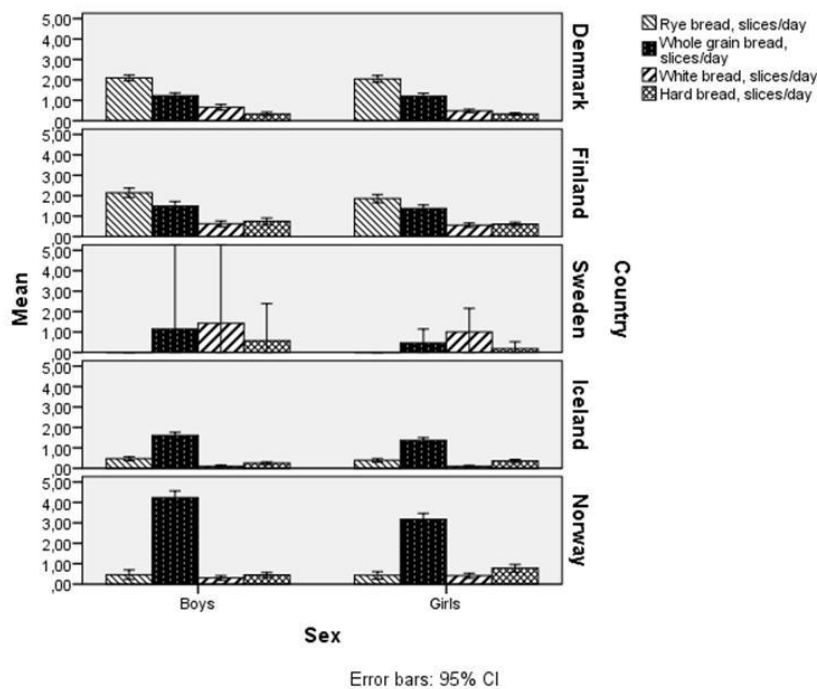 Rye bread, slices/day
Whole grain bread,
slices/day
White bread, slices/day
Hard bread, slices/day
Mean
5,00
4,00
3,00
2,00
1,00
,00
Denmark
5,00
4,00
3,00
2,00
1,00
,00
Finland
5,00
4,00
3,00
2,00
1,00
,00
Sweden
5,00
4,00
3,00
2,00
1,00
,00
Iceland
5,00
4,00
3,00
2,00
1,00
,00
Norway
Country
Boys
Girls
Sex
Error bars: 95% CI